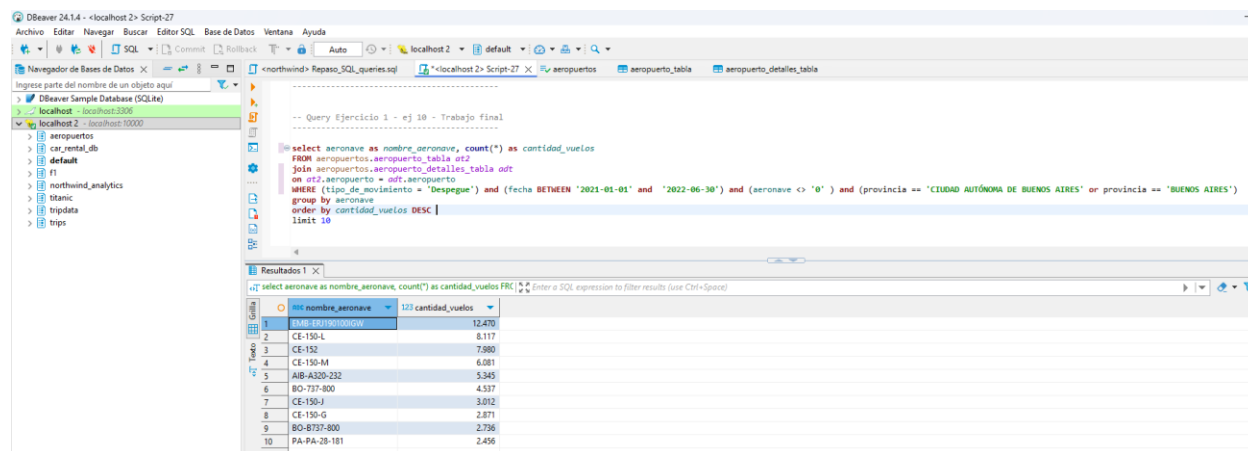 DBeaver 24.1.4 - <localhost 2> Script-27
Archivo Editar Navegar Buscar Editor SQL Base de Datos Ventana Ayuda
SQL Commit Rollback Auto localhost 2 default
Navegador de Bases de Datos
<northwind> Repaso_SQL_queries.sql *<localhost 2> Script-27 aeropuertos aeropuerto_tabla aeropuerto_detalles_tabla
Ingrese parte del nombre de un objeto aquí
DBeaver Sample Database (SQLite)
localhost - localhost:3306
localhost 2 - localhost:10000
aeropuertos
car_rental_db
default
f1
northwind_analytics
titanic
tripdata
trips
-- Query Ejercicio 1 - ej 10 - Trabajo final
select aeronave as nombre_aeronave, count(*) as cantidad_vuelos
FROM aeropuertos.aeropuerto_tabla at2
join aeropuertos.aeropuerto_detalles_tabla adt
on at2.aeropuerto = adt.aeropuerto
WHERE (tipo_de_movimiento = 'Despegue') and (fecha BETWEEN '2021-01-01' and '2022-06-30') and (aeronave <> '0' ) and (provincia == 'CIUDAD AUTÓNOMA DE BUENOS AIRES' or provincia == 'BUENOS AIRES')
group by aeronave
order by cantidad_vuelos DESC
limit 10
Resultados 1
select aeronave as nombre_aeronave, count(*) as cantidad_vuelos FRO Enter a SQL expression to filter results (use Ctrl+Space)
Grilla
Texto
nombre_aeronave 123 cantidad_vuelos
1 EMB-ERJ190100IGW 12.470
2 CE-150-L 8.117
3 CE-152 7.980
4 CE-150-M 6.081
5 AIB-A320-232 5.345
6 BO-737-800 4.537
7 CE-150-J 3.012
8 CE-150-G 2.871
9 BO-B737-800 2.736
10 PA-PA-28-181 2.456